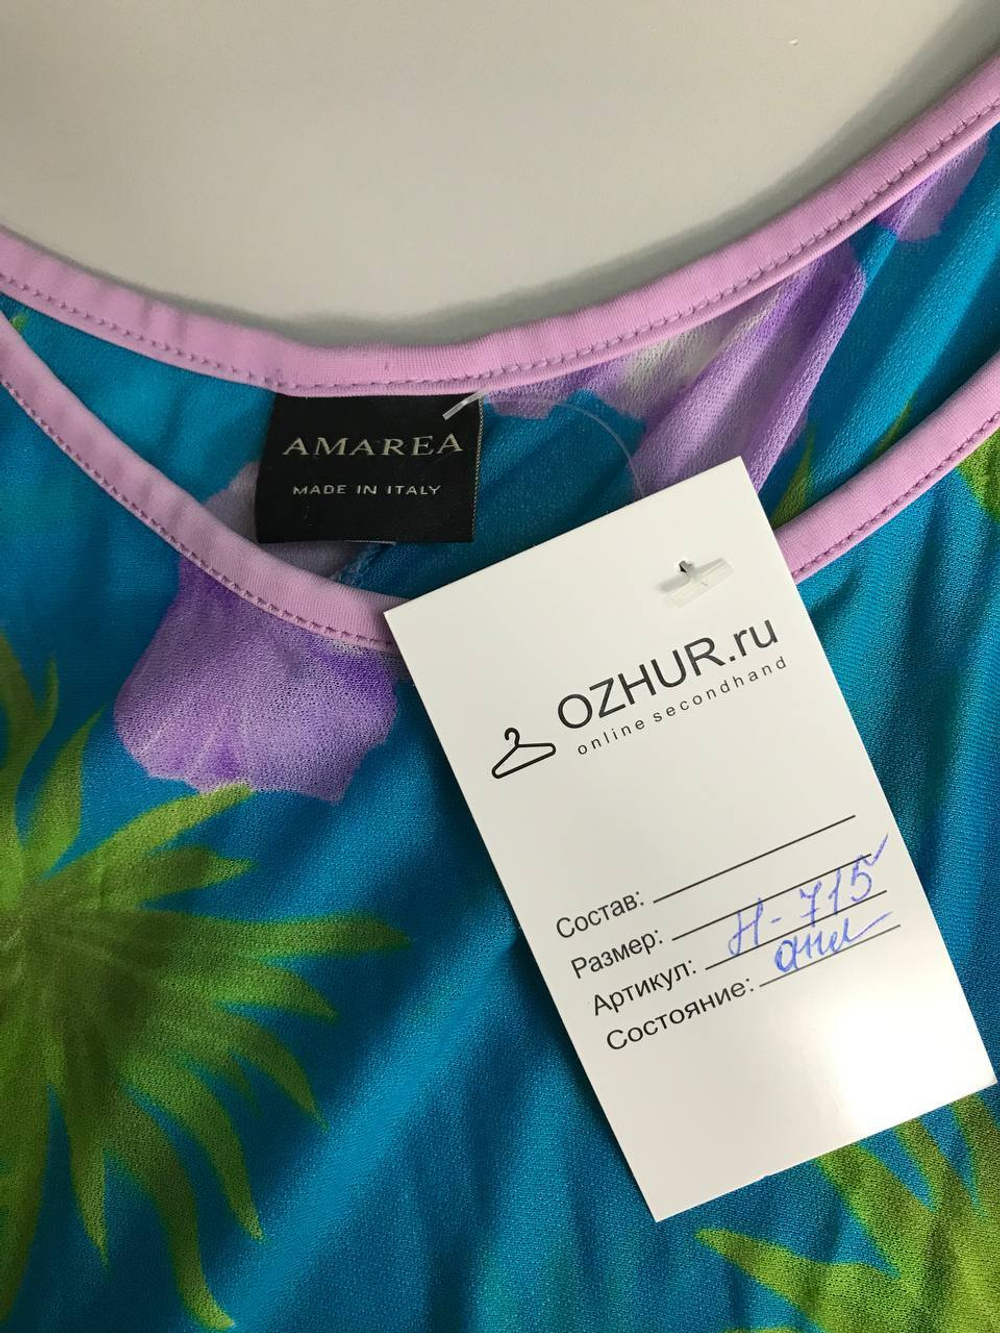 AMAREA
MADE IN ITALY
OZHUR.ru
online secondhand
Состав:
Размер:
Артикул: Н-715
Состояние: